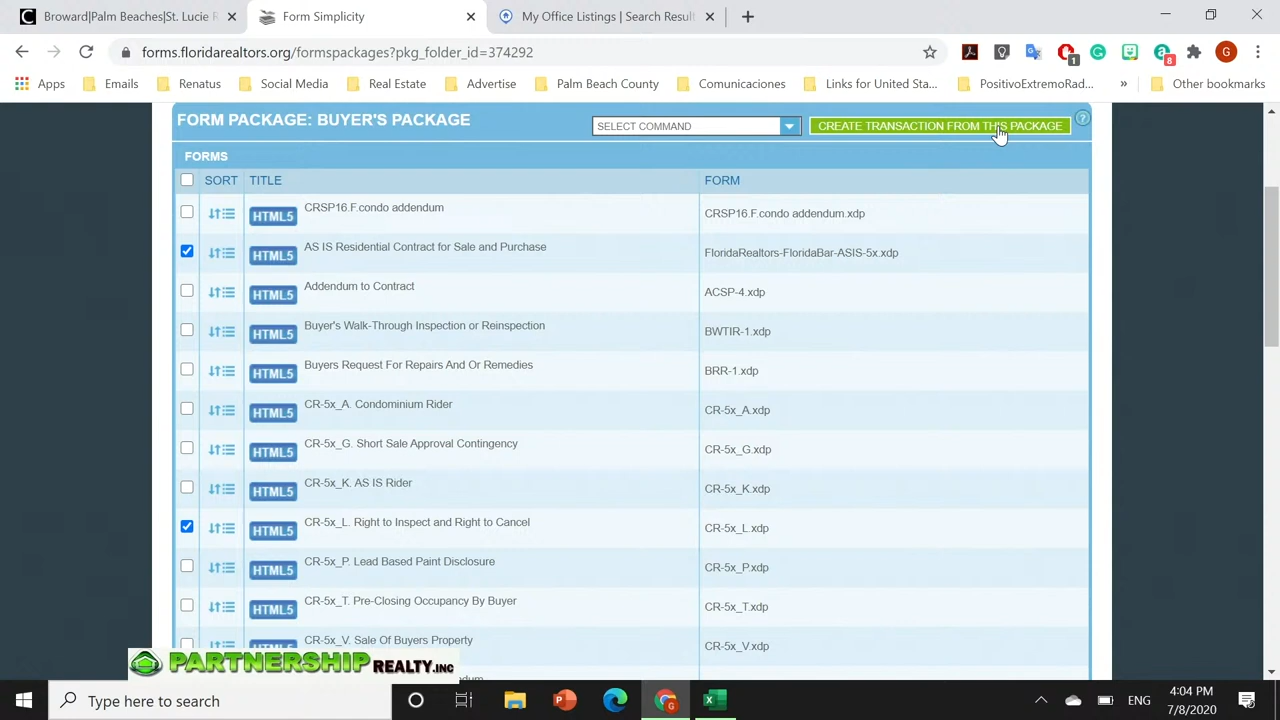 Broward|Palm Beaches|St. Lucie R
Form Simplicity
My Office Listings | Search Result
forms.floridarealtors.org/formspackages?pkg_folder_id=374292
1
8
G
Apps
Emails
Renatus
Social Media
Real Estate
Advertise
Palm Beach County
Comunicaciones
Links for United Sta...
PositivoExtremoRad...
»
Other bookmarks
FORM PACKAGE: BUYER'S PACKAGE
SELECT COMMAND
CREATE TRANSACTION FROM THIS PACKAGE
?
FORMS
SORT TITLE FORM
HTML5 CRSP16.F.condo addendum CRSP16.F.condo addendum.xdp
HTML5 AS IS Residential Contract for Sale and Purchase FloridaRealtors-FloridaBar-ASIS-5x.xdp
HTML5 Addendum to Contract ACSP-4.xdp
HTML5 Buyer's Walk-Through Inspection or Reinspection BWTIR-1.xdp
HTML5 Buyers Request For Repairs And Or Remedies BRR-1.xdp
HTML5 CR-5x_A. Condominium Rider CR-5x_A.xdp
HTML5 CR-5x_G. Short Sale Approval Contingency CR-5x_G.xdp
HTML5 CR-5x_K. AS IS Rider CR-5x_K.xdp
HTML5 CR-5x_L. Right to Inspect and Right to Cancel CR-5x_L.xdp
HTML5 CR-5x_P. Lead Based Paint Disclosure CR-5x_P.xdp
HTML5 CR-5x_T. Pre-Closing Occupancy By Buyer CR-5x_T.xdp
HTML5 CR-5x_V. Sale Of Buyers Property CR-5x_V.xdp
PARTNERSHIP REALTY.INC
Type here to search
ENG
4:04 PM
7/8/2020